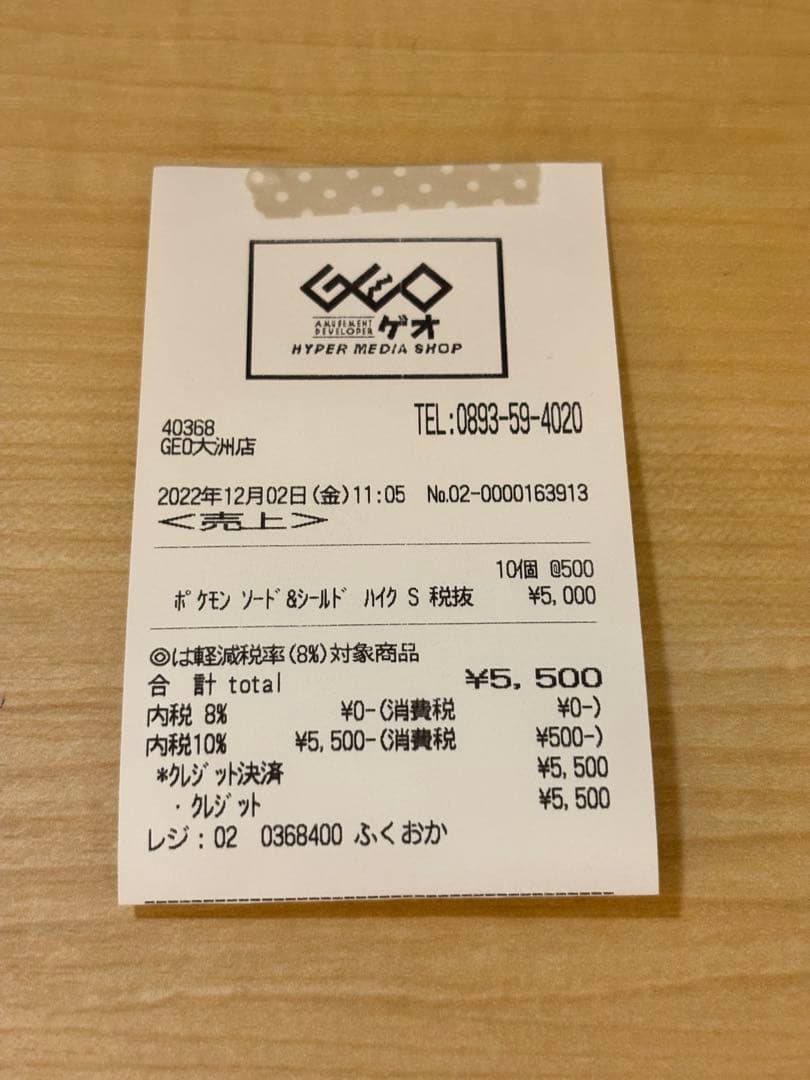 GEO
AMUSEMENT
DEVELOPER ゲオ
HYPER MEDIA SHOP
TEL:0893-59-4020
40368
GEO大洲店
2022年12月02日(金)11:05 No.02-0000163913
<売上>
10個 @500
ポケモン ソード&シールド ハイク S 税抜 ¥5,000
◎は軽減税率(8%)対象商品
合 計 total ¥5,500
内税 8% ¥0-(消費税 ¥0-)
内税10% ¥5,500-(消費税 ¥500-)
*クレジット決済 ¥5,500
・クレジット ¥5,500
レジ:02 0368400 ふくおか